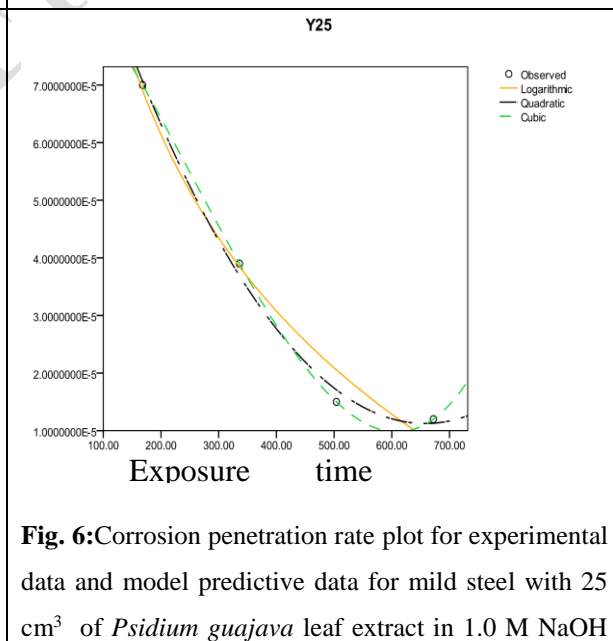 Y25
7.0000000E-5
6.0000000E-5
5.0000000E-5
4.0000000E-5
3.0000000E-5
2.0000000E-5
1.0000000E-5
100.00 200.00 300.00 400.00 500.00 600.00 700.00
Observed
Logarithmic
Quadratic
Cubic
Exposure time
Fig. 6:Corrosion penetration rate plot for experimental
data and model predictive data for mild steel with 25
cm³ of Psidium guajava leaf extract in 1.0 M NaOH